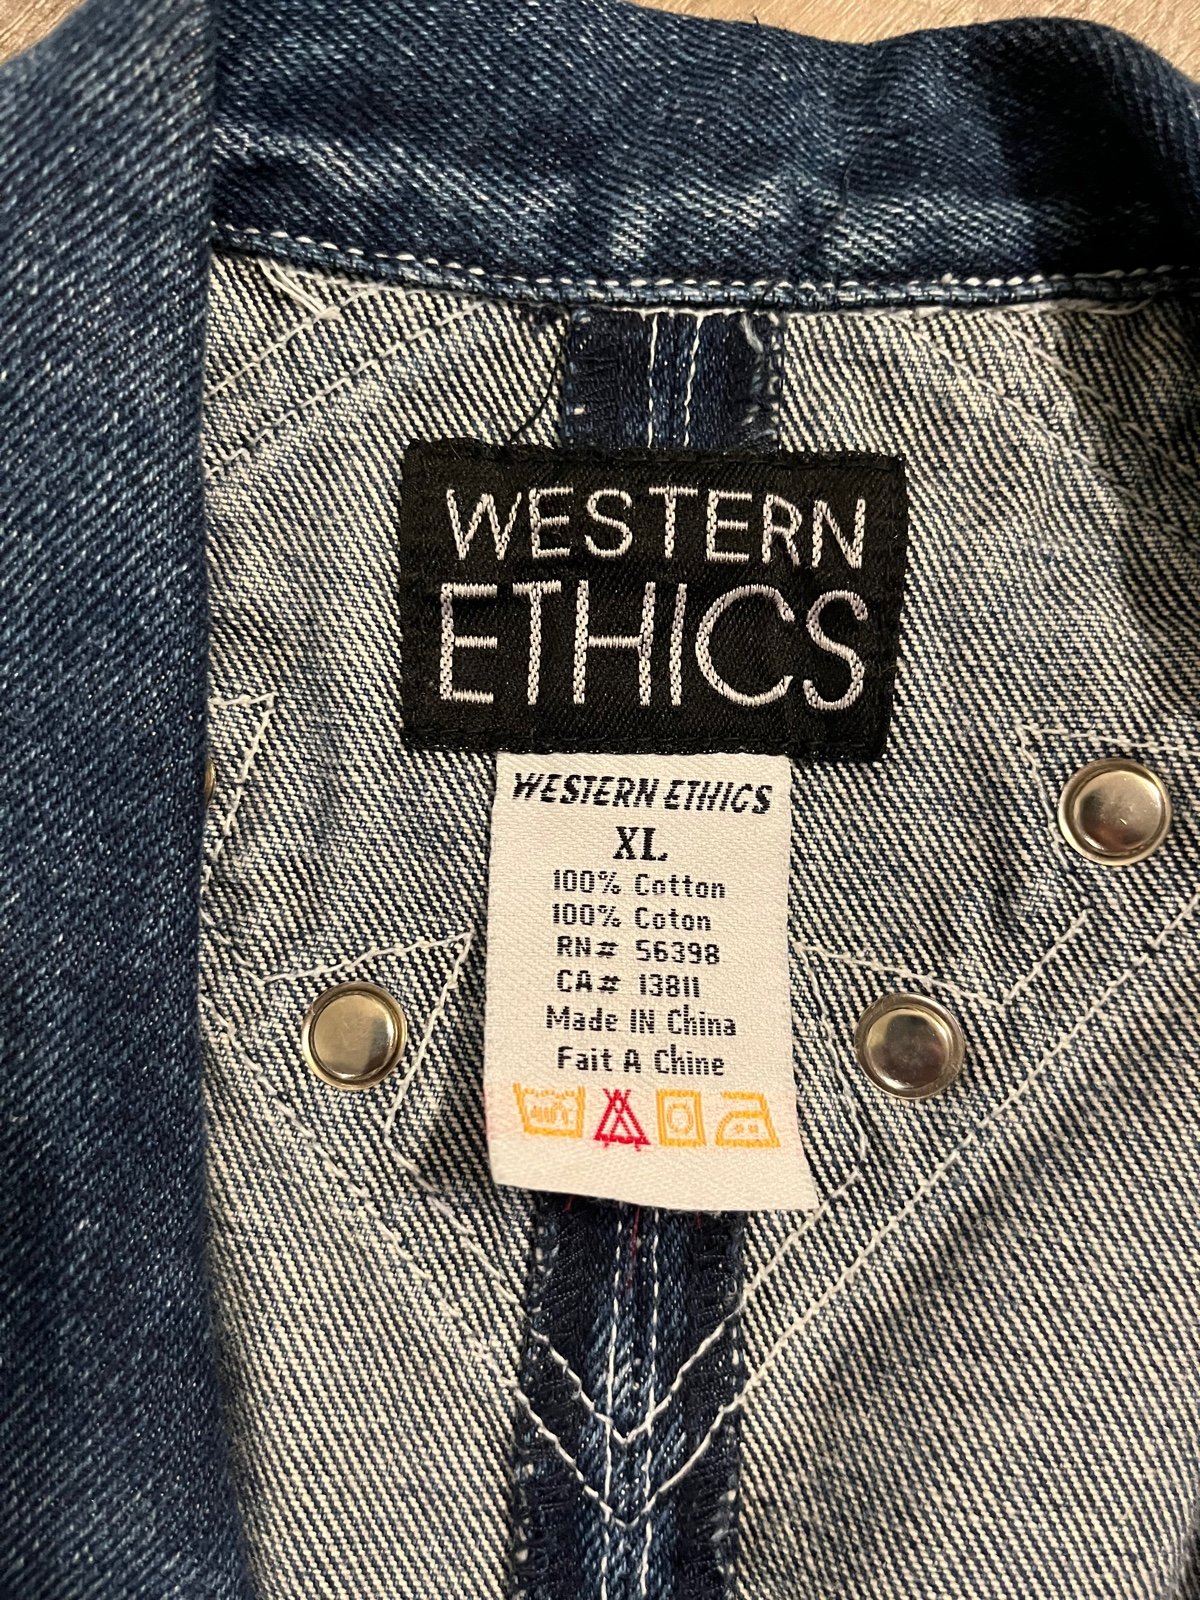 WESTERN
ETHICS
WESTERN ETHICS
XL
100% Cotton
100% Coton
RN# 56398
CA# 13811
Made IN China
Fait A Chine